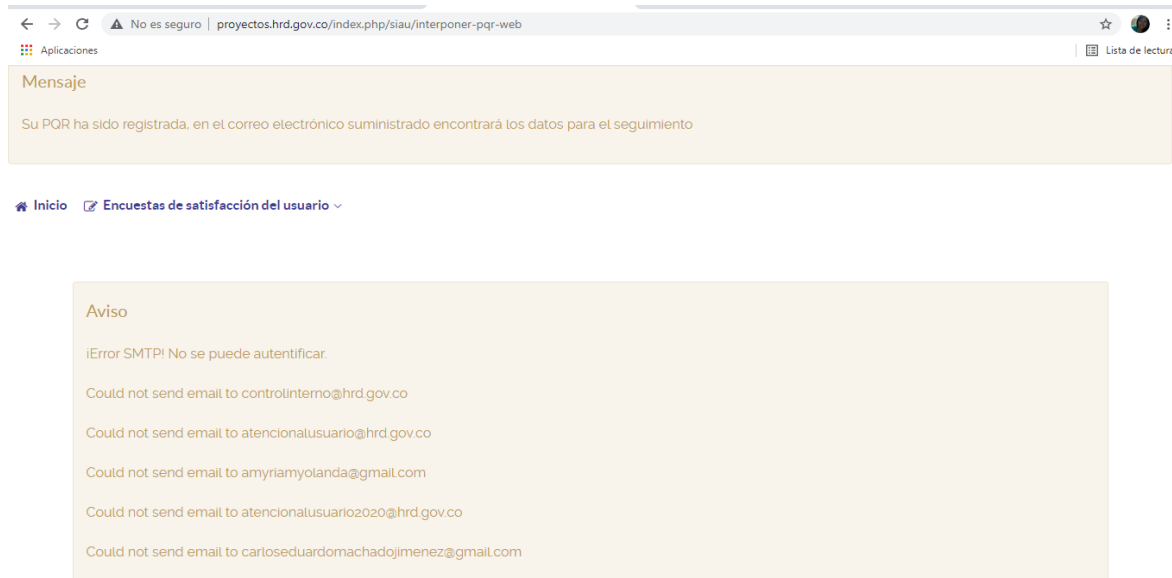 No es seguro | proyectos.hrd.gov.co/index.php/siau/interponer-pqr-web
Aplicaciones
Lista de lectura
Mensaje
Su PQR ha sido registrada, en el correo electrónico suministrado encontrará los datos para el seguimiento
Inicio Encuestas de satisfacción del usuario
Aviso
¡Error SMTP! No se puede autentificar.
Could not send email to controlinterno@hrd.gov.co
Could not send email to atencionalusuario@hrd.gov.co
Could not send email to amyriamyolanda@gmail.com
Could not send email to atencionalusuario2020@hrd.gov.co
Could not send email to carloseduardomachadojimenez@gmail.com